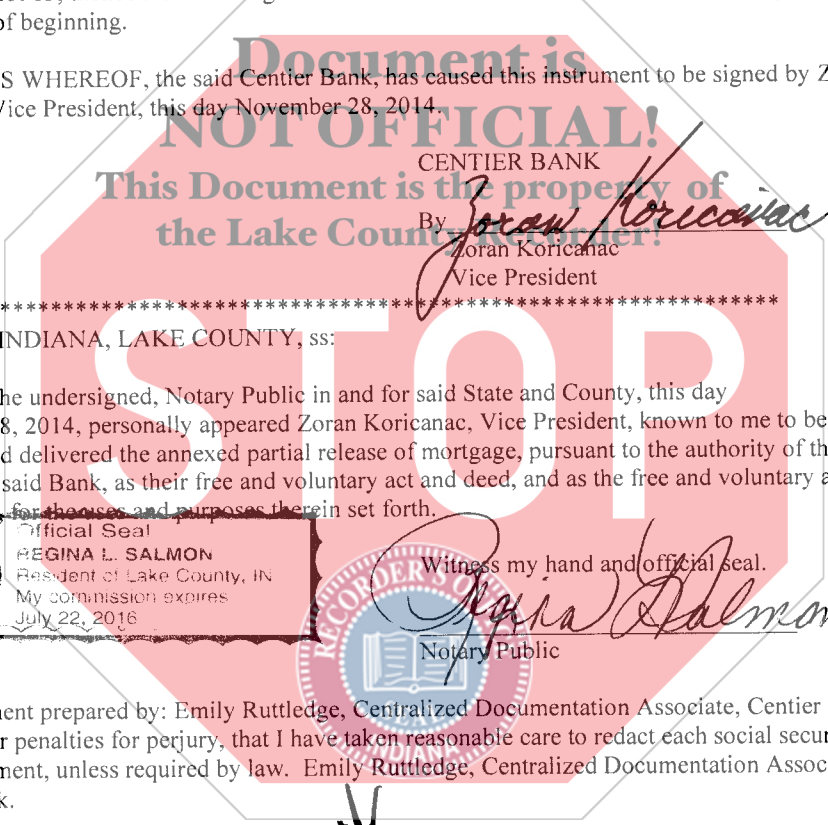 of beginning.
S WHEREOF, the said Centier Bank, has caused this instrument to be signed by Z
Vice President, this day November 28, 2014.
Document is
NOT OFFICIAL!
This Document is the property of
the Lake County Recorder!
CENTIER BANK
By Zoran Koricanac
Zoran Koricanac
Vice President
STOP
INDIANA, LAKE COUNTY, ss:
he undersigned, Notary Public in and for said State and County, this day
8, 2014, personally appeared Zoran Koricanac, Vice President, known to me to be
d delivered the annexed partial release of mortgage, pursuant to the authority of th
said Bank, as their free and voluntary act and deed, and as the free and voluntary a
for the uses and purposes therein set forth.
Official Seal
REGINA L. SALMON
Resident of Lake County, IN
My commission expires
July 22, 2016
Witness my hand and official seal.
Regina L Salmon
Notary Public
RECORDER'S OF
SEAL
INDIANA
ent prepared by: Emily Ruttledge, Centralized Documentation Associate, Centier
r penalties for perjury, that I have taken reasonable care to redact each social secur
ment, unless required by law. Emily Ruttledge, Centralized Documentation Assoc
k.